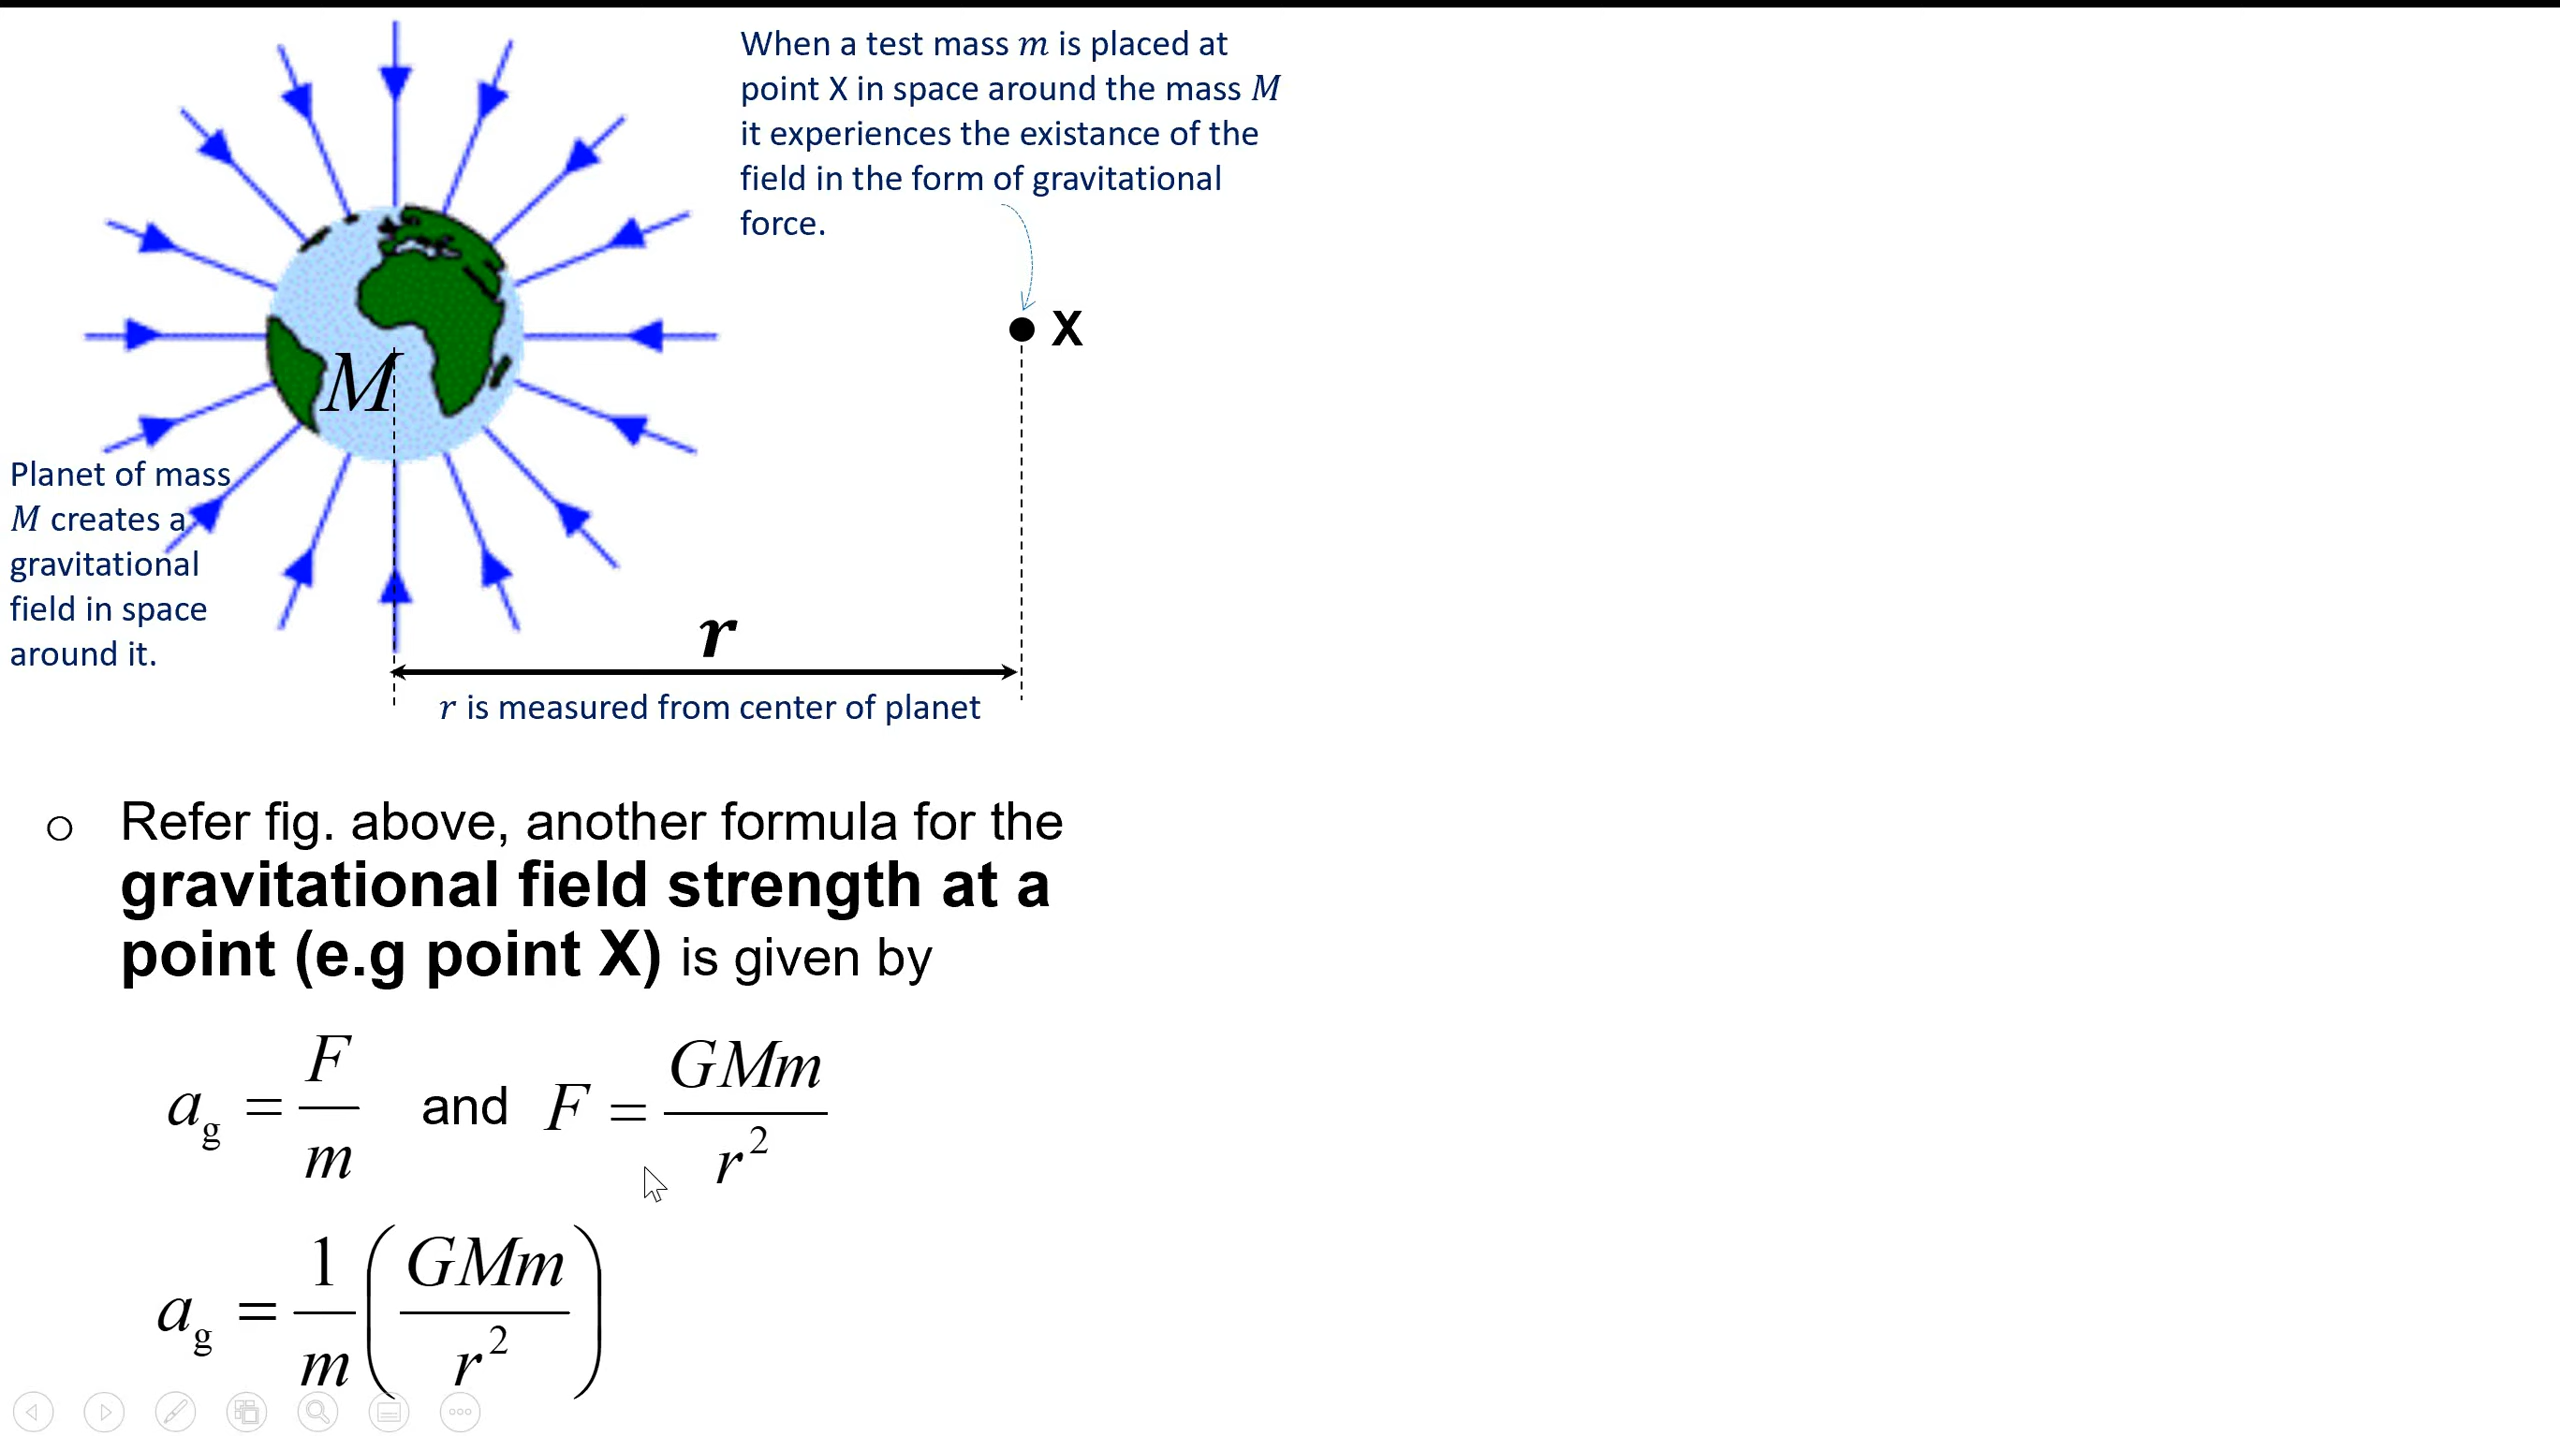 When a test mass m is placed at
point X in space around the mass M
it experiences the existance of the
field in the form of gravitational
force.
X
M
Planet of mass
M creates a
gravitational
field in space
around it.
r
r is measured from center of planet
○ Refer fig. above, another formula for the
gravitational field strength at a
point (e.g point X) is given by
a_g = F/m and F = GMm/r²
a_g = 1/m (GMm/r²)